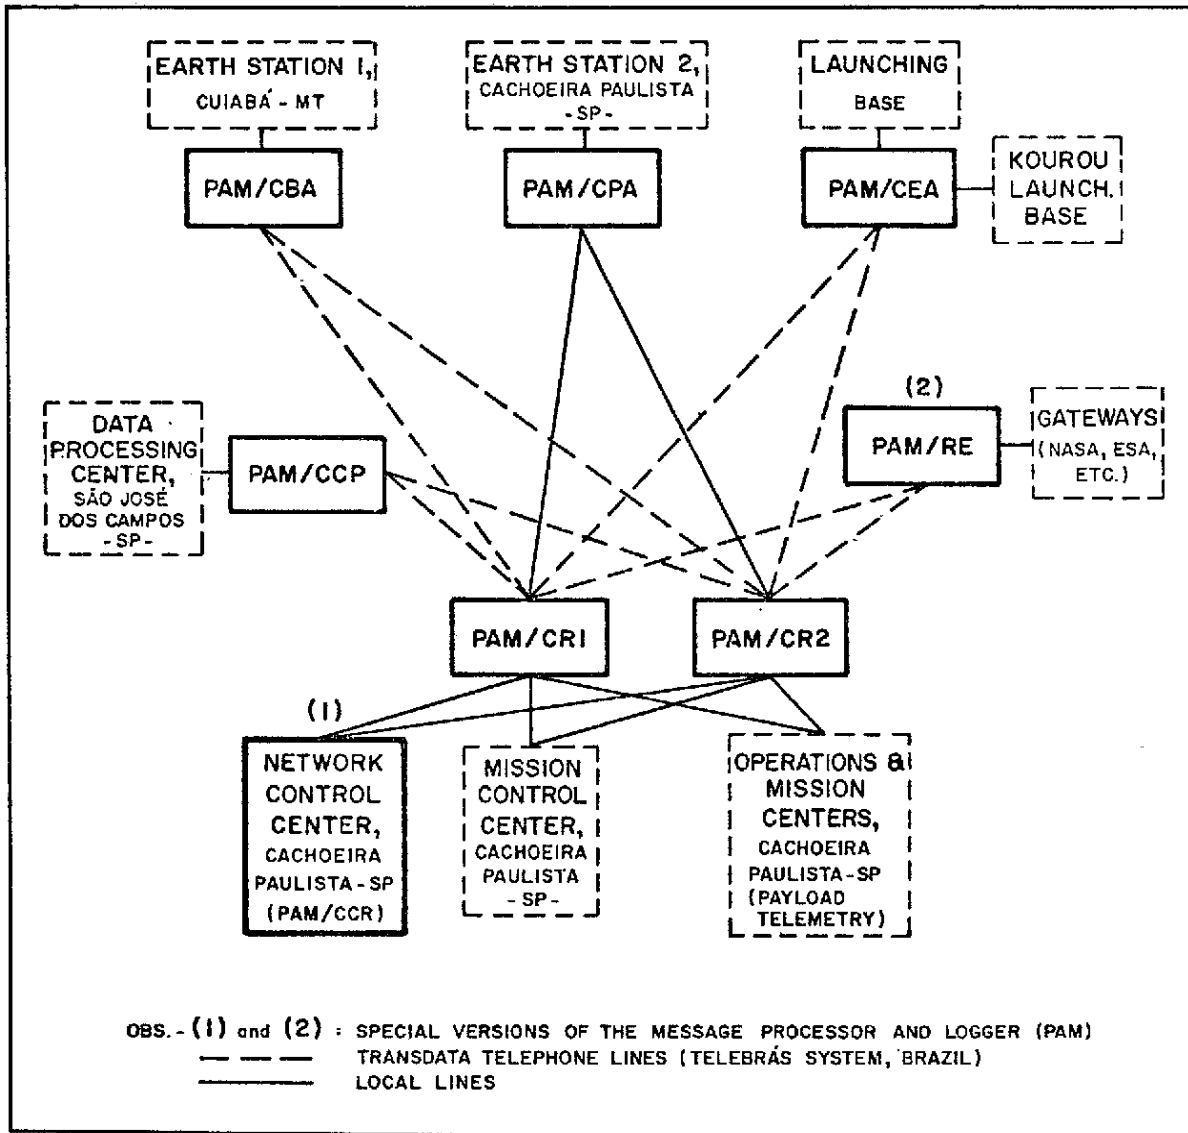 EARTH STATION 1,
CUIABÁ - MT
EARTH STATION 2,
CACHOEIRA PAULISTA
- SP -
LAUNCHING
BASE
PAM/CBA
PAM/CPA
PAM/CEA
KOUROU
LAUNCH.
BASE
DATA
PROCESSING
CENTER,
SÃO JOSÉ
DOS CAMPOS
- SP -
PAM/CCP
(2)
PAM/RE
GATEWAYS
(NASA, ESA,
ETC.)
PAM/CR1
PAM/CR2
(1)
NETWORK
CONTROL
CENTER,
CACHOEIRA
PAULISTA - SP
(PAM/CCR)
MISSION
CONTROL
CENTER,
CACHOEIRA
PAULISTA
- SP -
OPERATIONS &
MISSION
CENTERS,
CACHOEIRA
PAULISTA-SP
(PAYLOAD
TELEMETRY)
OBS. - (1) and (2) : SPECIAL VERSIONS OF THE MESSAGE PROCESSOR AND LOGGER (PAM)
TRANSDATA TELEPHONE LINES (TELEBRÁS SYSTEM, BRAZIL)
LOCAL LINES